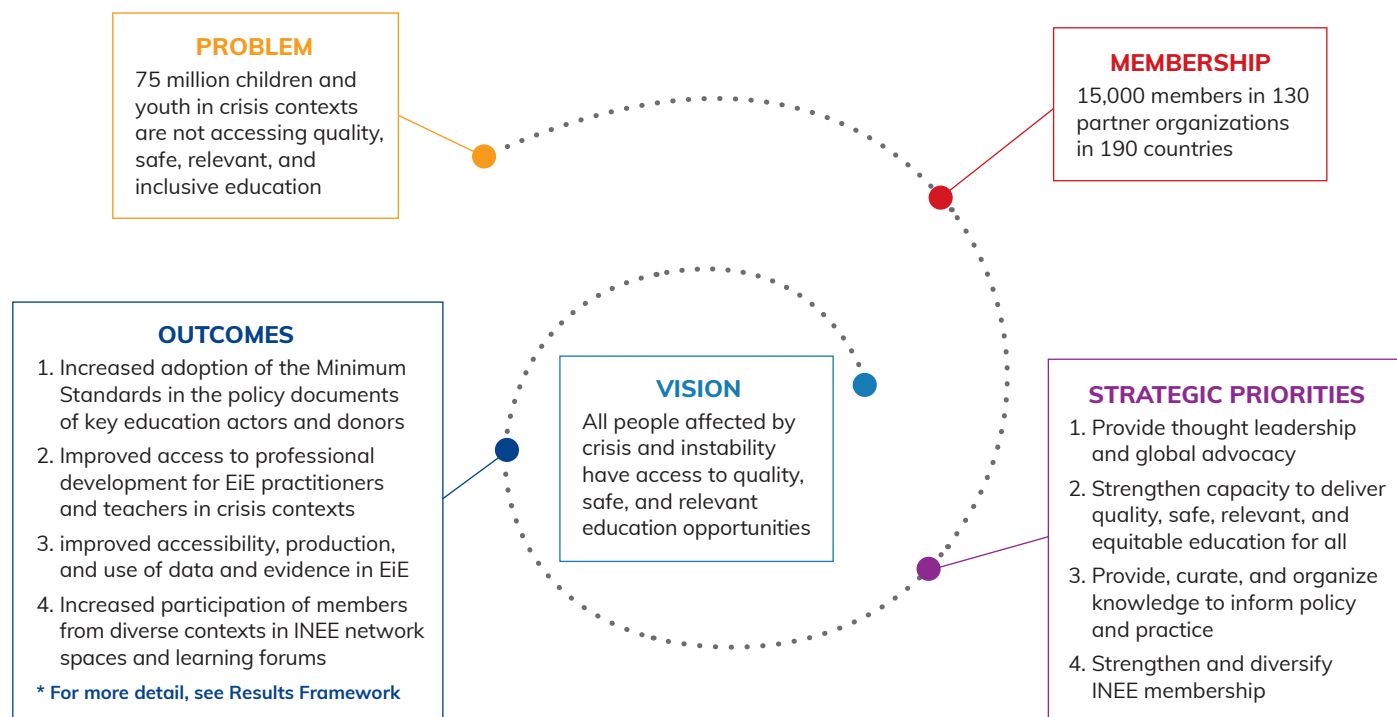 PROBLEM
75 million children and
youth in crisis contexts
are not accessing quality,
safe, relevant, and
inclusive education
MEMBERSHIP
15,000 members in 130
partner organizations
in 190 countries
STRATEGIC PRIORITIES
1. Provide thought leadership
and global advocacy
2. Strengthen capacity to deliver
quality, safe, relevant, and
equitable education for all
3. Provide, curate, and organize
knowledge to inform policy
and practice
4. Strengthen and diversify
INEE membership
OUTCOMES
1. Increased adoption of the Minimum
Standards in the policy documents
of key education actors and donors
2. Improved access to professional
development for EiE practitioners
and teachers in crisis contexts
3. improved accessibility, production,
and use of data and evidence in EiE
4. Increased participation of members
from diverse contexts in INEE network
spaces and learning forums
* For more detail, see Results Framework
VISION
All people affected by
crisis and instability
have access to quality,
safe, and relevant
education opportunities